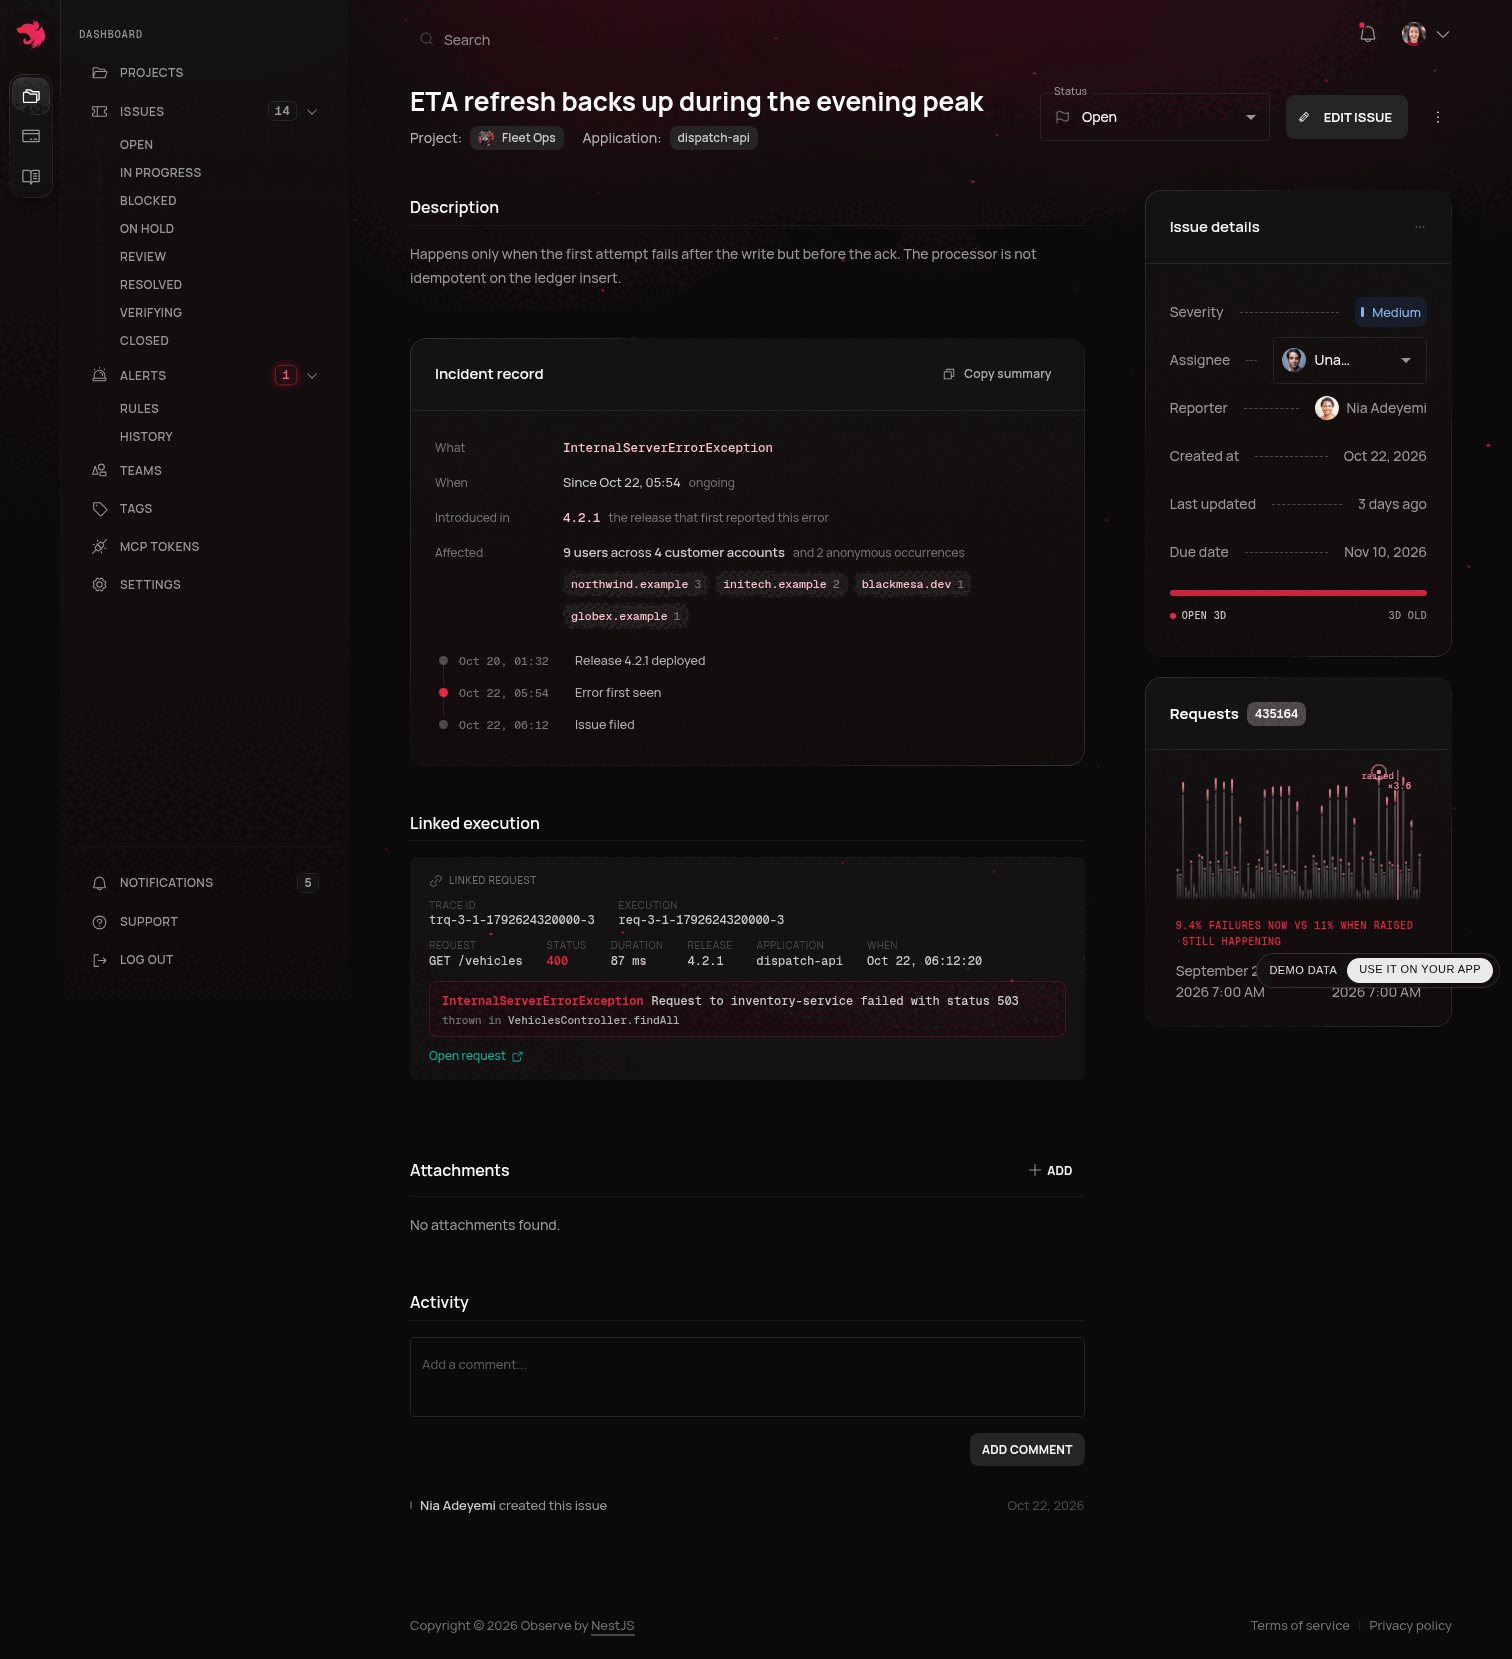 DASHBOARD
PROJECTS
ISSUES 14
OPEN
IN PROGRESS
BLOCKED
ON HOLD
REVIEW
RESOLVED
VERIFYING
CLOSED
ALERTS 1
RULES
HISTORY
TEAMS
TAGS
MCP TOKENS
SETTINGS
NOTIFICATIONS 5
SUPPORT
LOG OUT
Search
ETA refresh backs up during the evening peak
Project: Fleet Ops Application: dispatch-api
Status
Open
EDIT ISSUE
Description
Happens only when the first attempt fails after the write but before the ack. The processor is not
idempotent on the ledger insert.
Incident record
Copy summary
What InternalServerErrorException
When Since Oct 22, 05:54 ongoing
Introduced in 4.2.1 the release that first reported this error
Affected 9 users across 4 customer accounts and 2 anonymous occurrences
northwind.example 3 initech.example 2 blackmesa.dev 1
globex.example 1
Oct 20, 01:32 Release 4.2.1 deployed
Oct 22, 05:54 Error first seen
Oct 22, 06:12 Issue filed
Linked execution
LINKED REQUEST
TRACE ID EXECUTION
trq-3-1-1792624320000-3 req-3-1-1792624320000-3
REQUEST STATUS DURATION RELEASE APPLICATION WHEN
GET /vehicles 400 87 ms 4.2.1 dispatch-api Oct 22, 06:12:20
InternalServerErrorException Request to inventory-service failed with status 503
thrown in VehiclesController.findAll
Open request
Attachments
ADD
No attachments found.
Activity
Add a comment...
ADD COMMENT
Nia Adeyemi created this issue Oct 22, 2026
Issue details
Severity Medium
Assignee Una...
Reporter Nia Adeyemi
Created at Oct 22, 2026
Last updated 3 days ago
Due date Nov 10, 2026
OPEN 3D 3D OLD
Requests 435164
raised
×3.6
9.4% FAILURES NOW VS 11% WHEN RAISED
·STILL HAPPENING
September
2026 7:00 AM 2026 7:00 AM
DEMO DATA USE IT ON YOUR APP
Copyright © 2026 Observe by NestJS
Terms of service | Privacy policy